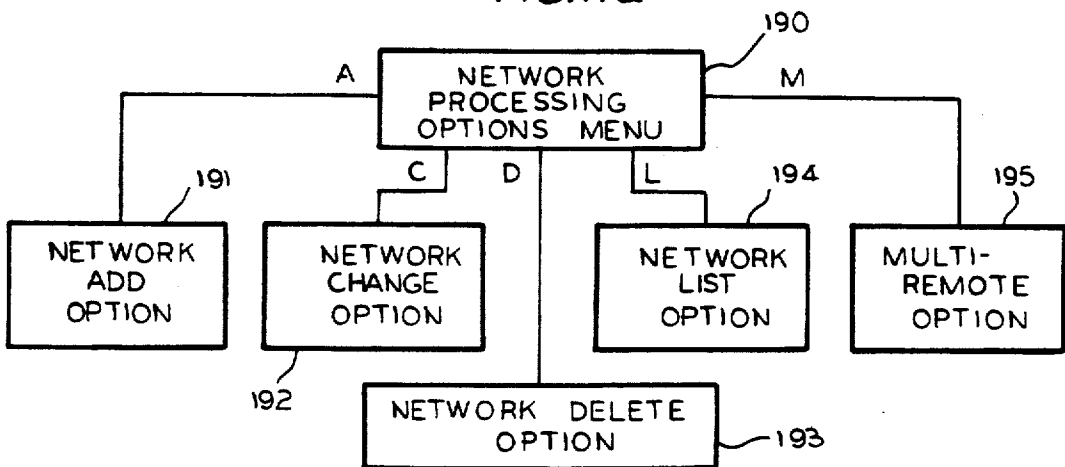 190
A
NETWORK
PROCESSING
OPTIONS MENU
M
C
D
L
191
194
195
NETWORK
ADD
OPTION
NETWORK
CHANGE
OPTION
NETWORK
LIST
OPTION
MULTI-
REMOTE
OPTION
192
NETWORK DELETE
OPTION
193